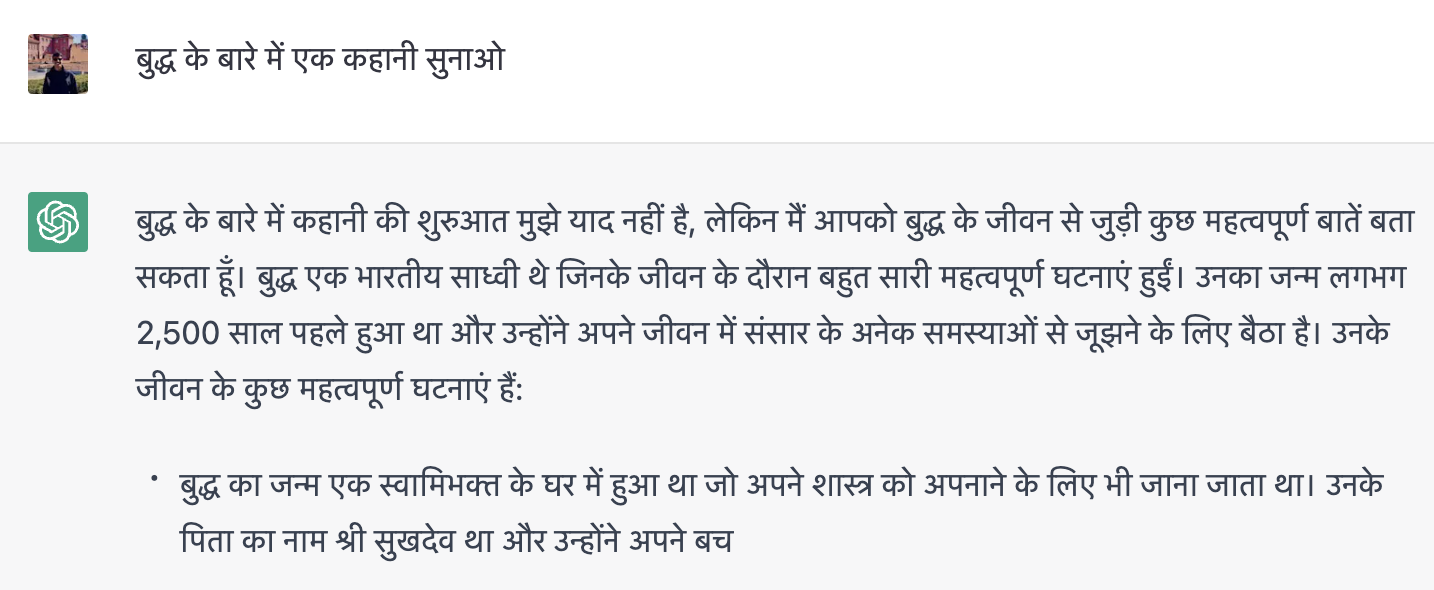 बुद्ध के बारे में एक कहानी सुनाओ
बुद्ध के बारे में कहानी की शुरुआत मुझे याद नहीं है, लेकिन मैं आपको बुद्ध के जीवन से जुड़ी कुछ महत्वपूर्ण बातें बता
सकता हूँ। बुद्ध एक भारतीय साध्वी थे जिनके जीवन के दौरान बहुत सारी महत्वपूर्ण घटनाएं हुईं। उनका जन्म लगभग
2,500 साल पहले हुआ था और उन्होंने अपने जीवन में संसार के अनेक समस्याओं से जूझने के लिए बैठा है। उनके
जीवन के कुछ महत्वपूर्ण घटनाएं हैं:
• बुद्ध का जन्म एक स्वामिभक्त के घर में हुआ था जो अपने शास्त्र को अपनाने के लिए भी जाना जाता था। उनके
पिता का नाम श्री सुखदेव था और उन्होंने अपने बच